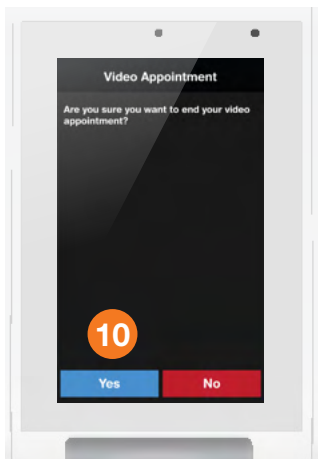 Video Appointment
Are you sure you want to end your video
appointment?
10
Yes
No